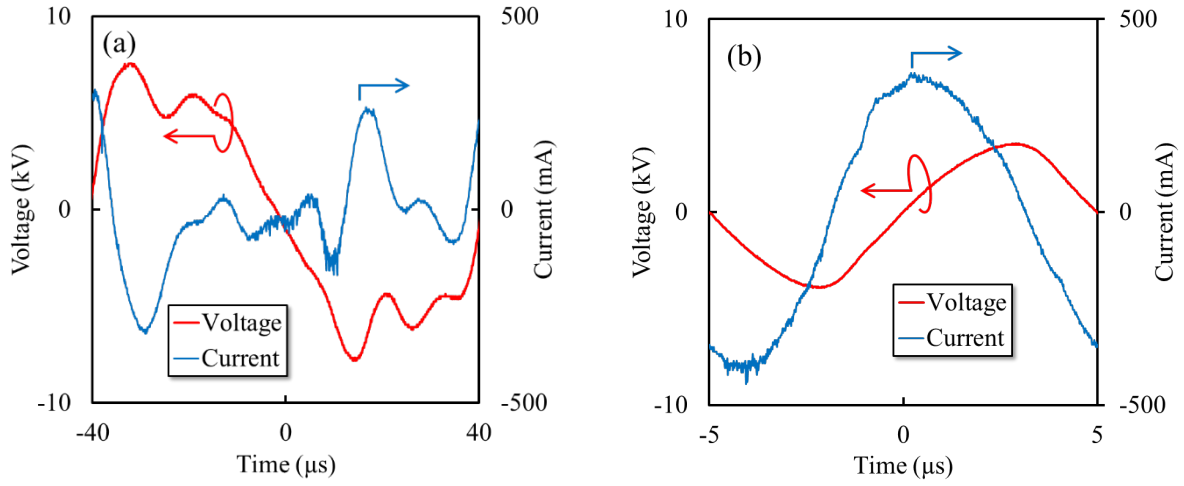 (a)
10
0
-10
Voltage (kV)
500
0
-500
Current (mA)
Voltage
Current
-40
0
40
Time (μs)
(b)
10
0
-10
Voltage (kV)
500
0
-500
Current (mA)
Voltage
Current
-5
0
5
Time (μs)